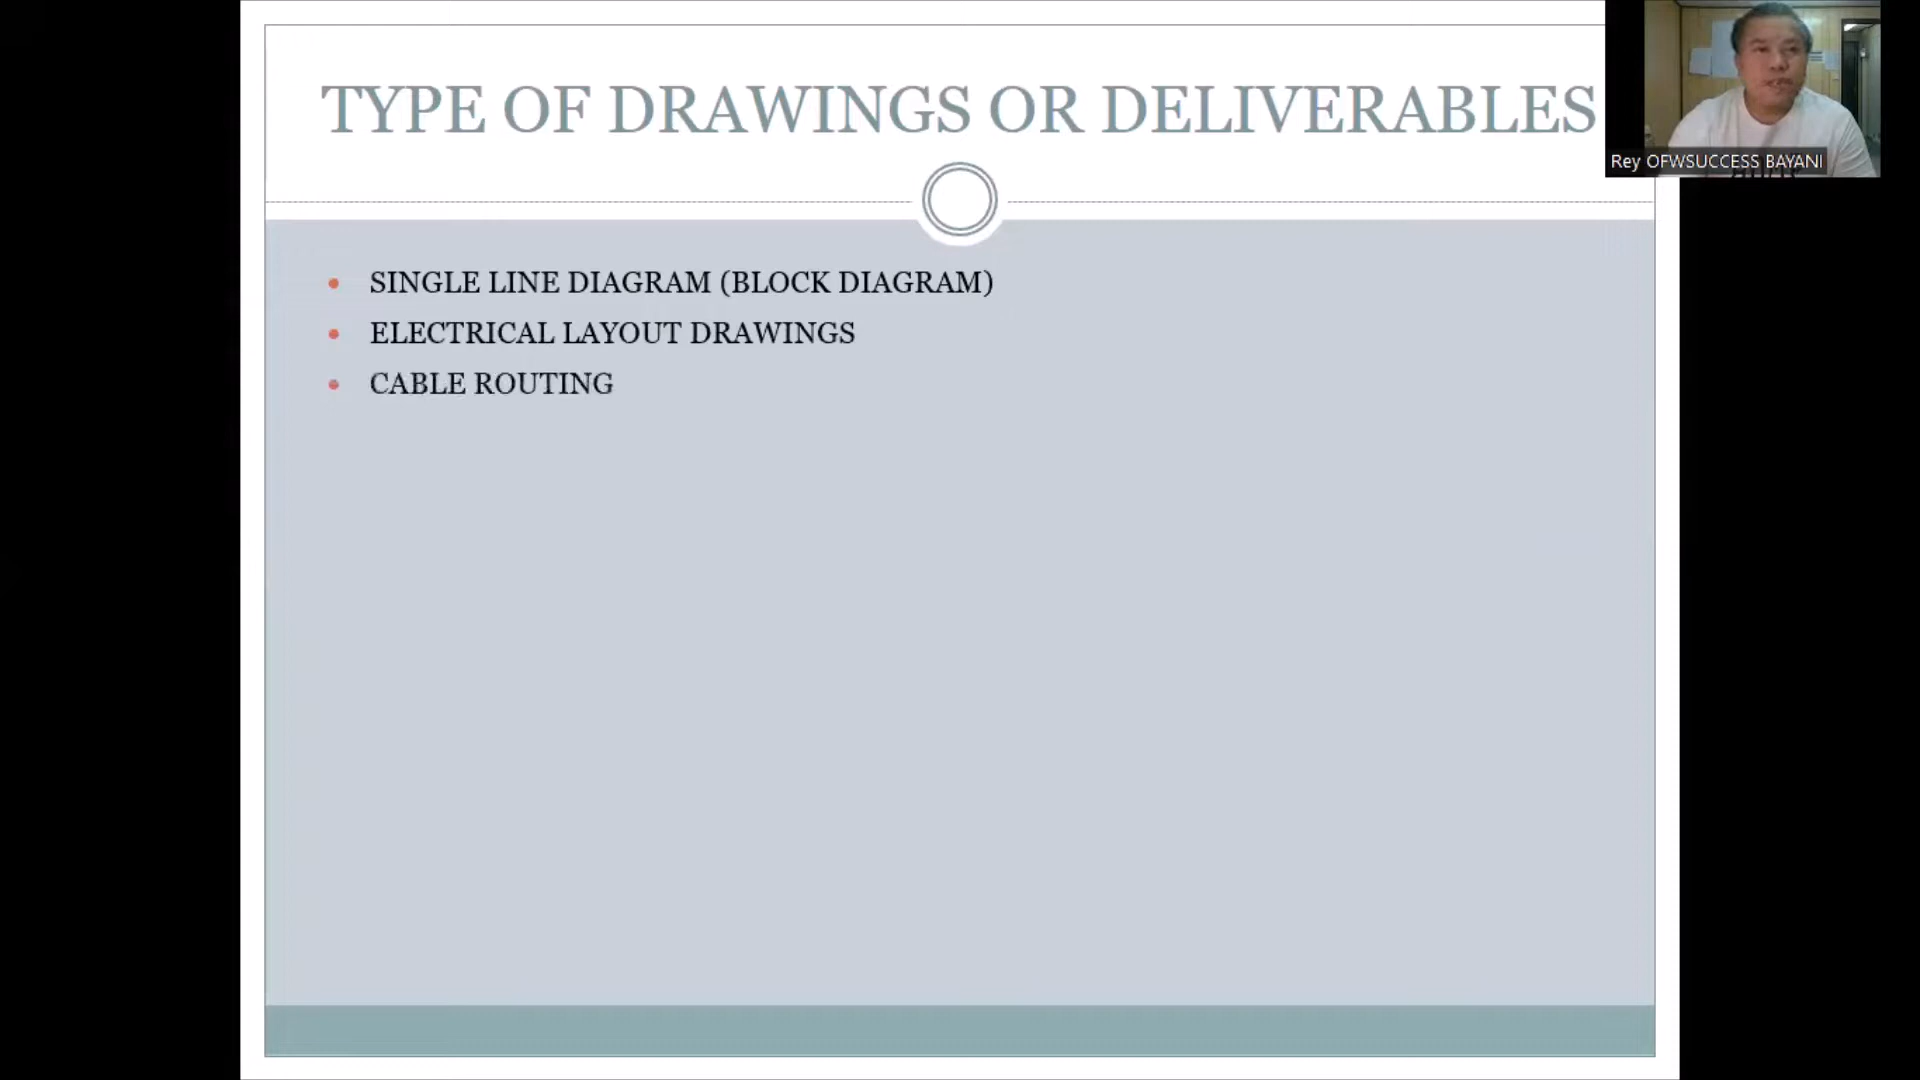 TYPE OF DRAWINGS OR DELIVERABLES
Rey OFWSUCCESS BAYANI
SINGLE LINE DIAGRAM (BLOCK DIAGRAM)
ELECTRICAL LAYOUT DRAWINGS
CABLE ROUTING